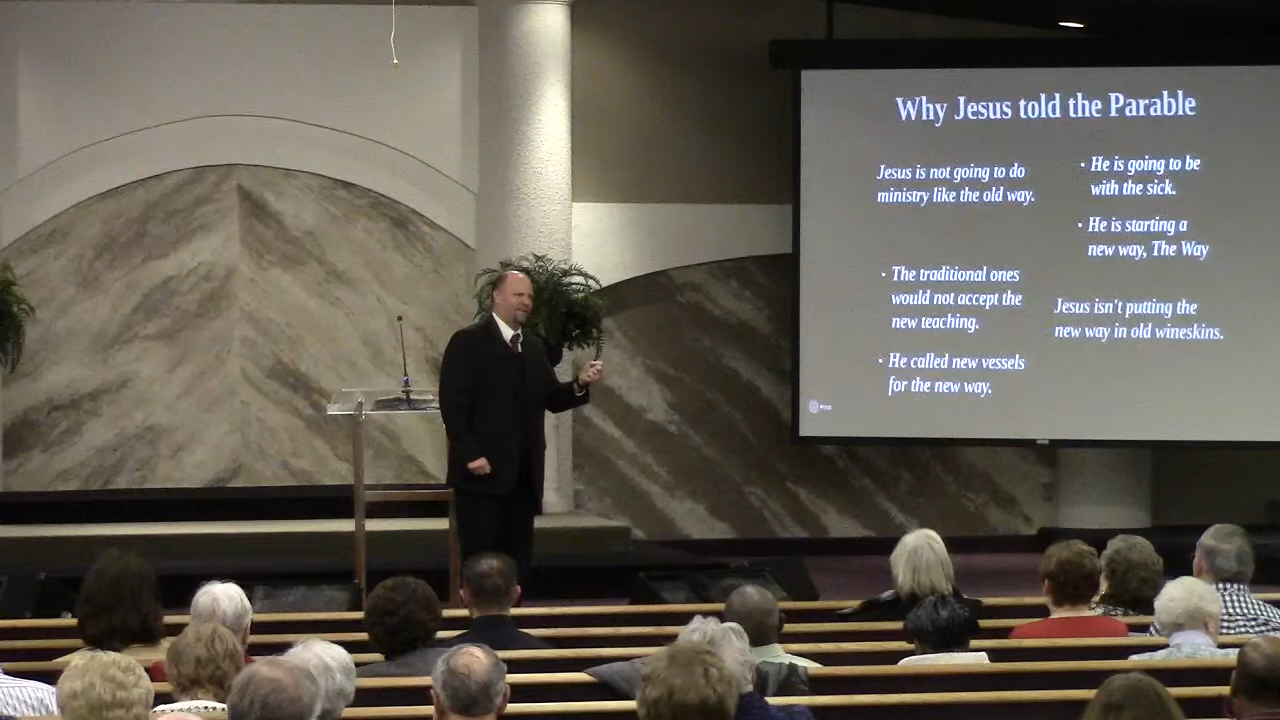 Why Jesus told the Parable
Jesus is not going to do
ministry like the old way.
• The traditional ones
would not accept the
new teaching.
• He called new vessels
for the new way.
• He is going to be
with the sick.
• He is starting a
new way, The Way
Jesus isn't putting the
new way in old wineskins.